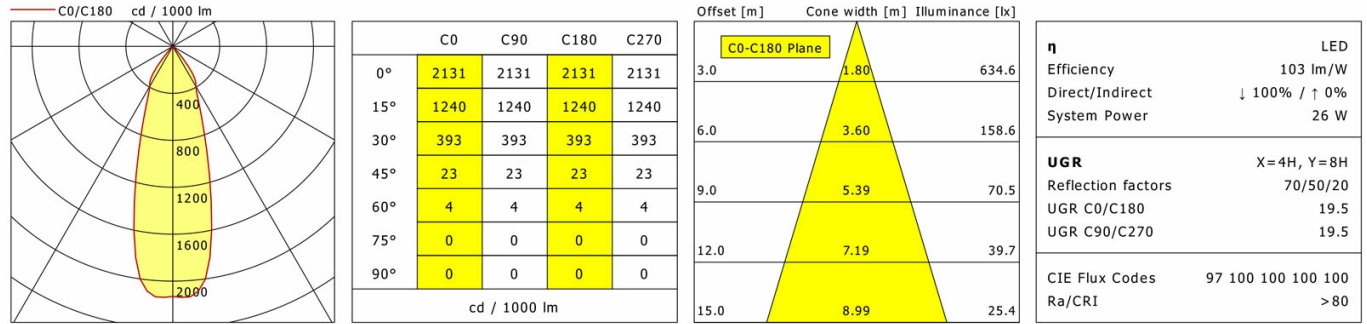 C0/C180 cd / 1000 lm
400
800
1200
1600
2000
C0 C90 C180 C270
0° 2131 2131 2131 2131
15° 1240 1240 1240 1240
30° 393 393 393 393
45° 23 23 23 23
60° 4 4 4 4
75° 0 0 0 0
90° 0 0 0 0
cd / 1000 lm
Offset [m] Cone width [m] Illuminance [lx]
C0-C180 Plane
3.0 1.80 634.6
6.0 3.60 158.6
9.0 5.39 70.5
12.0 7.19 39.7
15.0 8.99 25.4
η LED
Efficiency 103 lm/W
Direct/Indirect ↓ 100% / ↑ 0%
System Power 26 W
UGR X=4H, Y=8H
Reflection factors 70/50/20
UGR C0/C180 19.5
UGR C90/C270 19.5
CIE Flux Codes 97 100 100 100 100
Ra/CRI >80